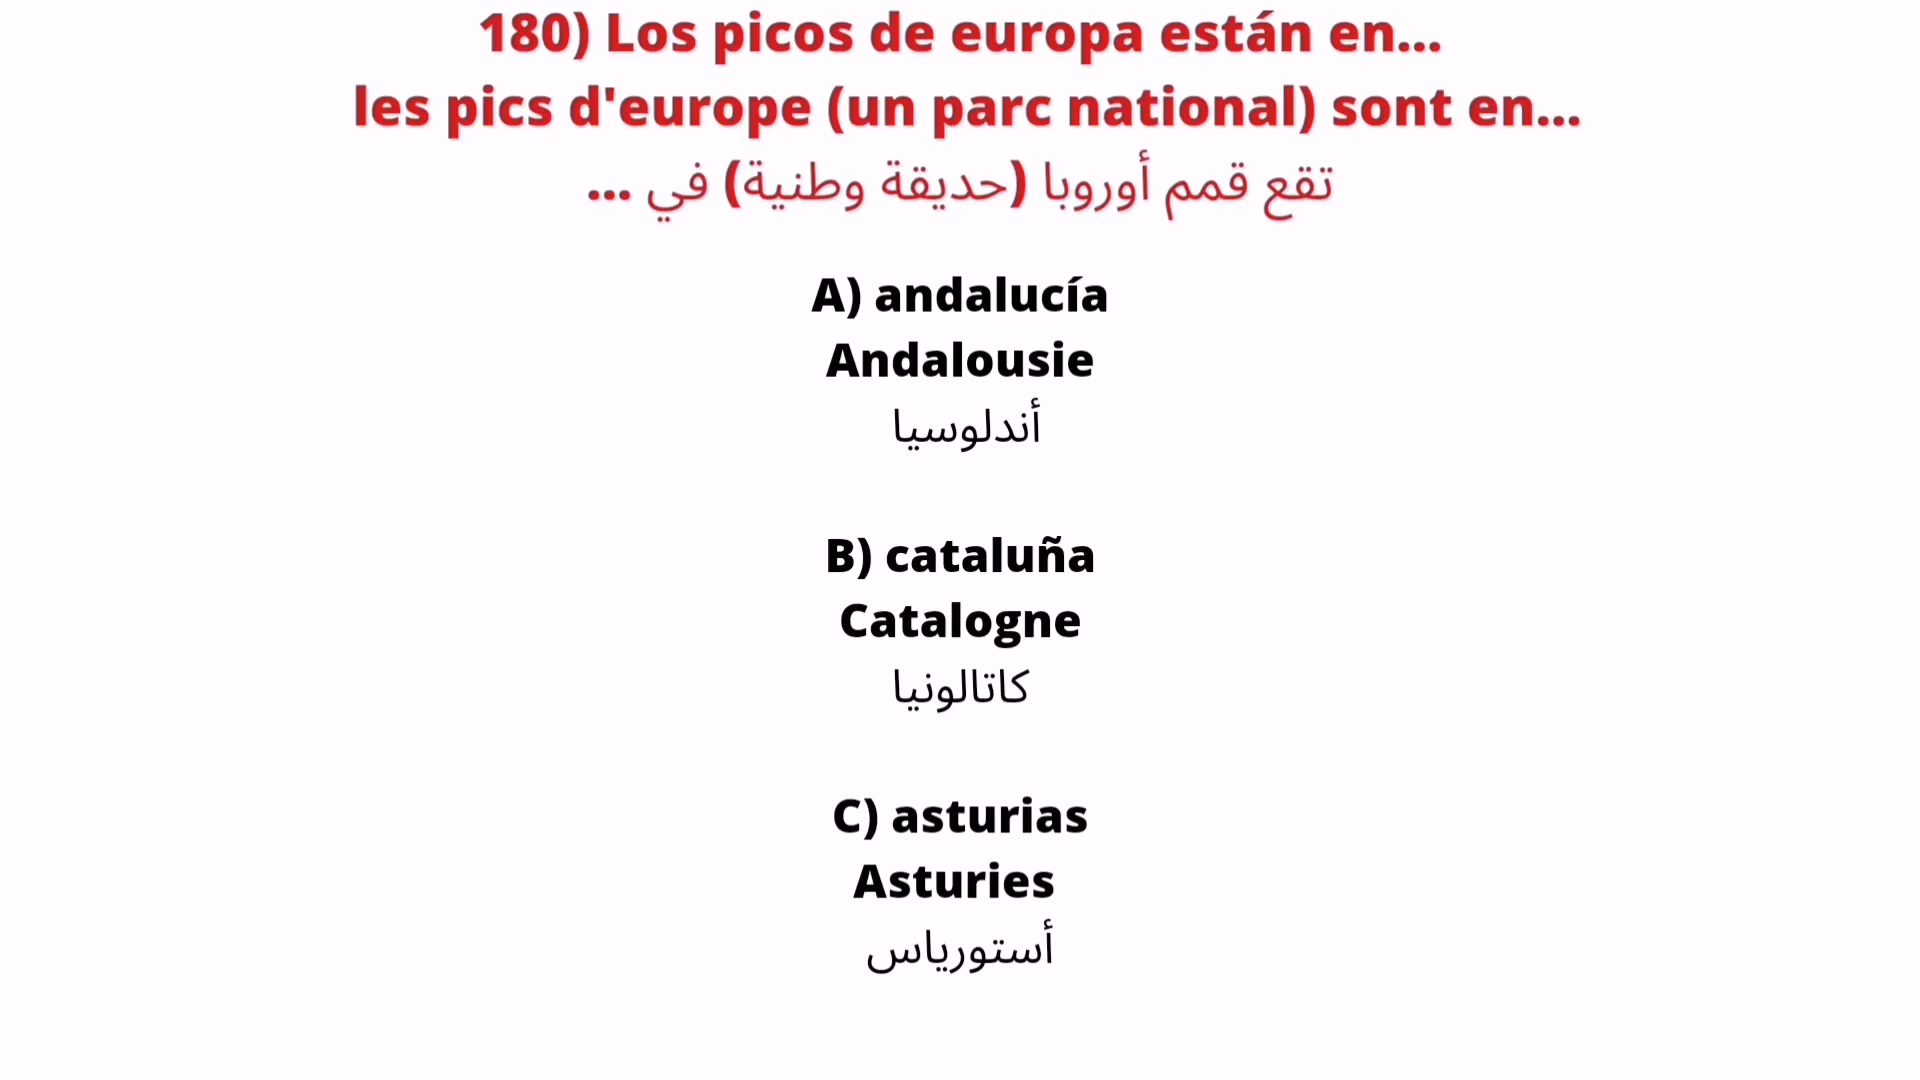 180) Los picos de europa están en...
les pics d'europe (un parc national) sont en...
تقع قمم أوروبا (حديقة وطنية) في ...
A) andalucía
Andalousie
أندلوسيا
B) cataluña
Catalogne
كاتالونيا
C) asturias
Asturies
أستورياس